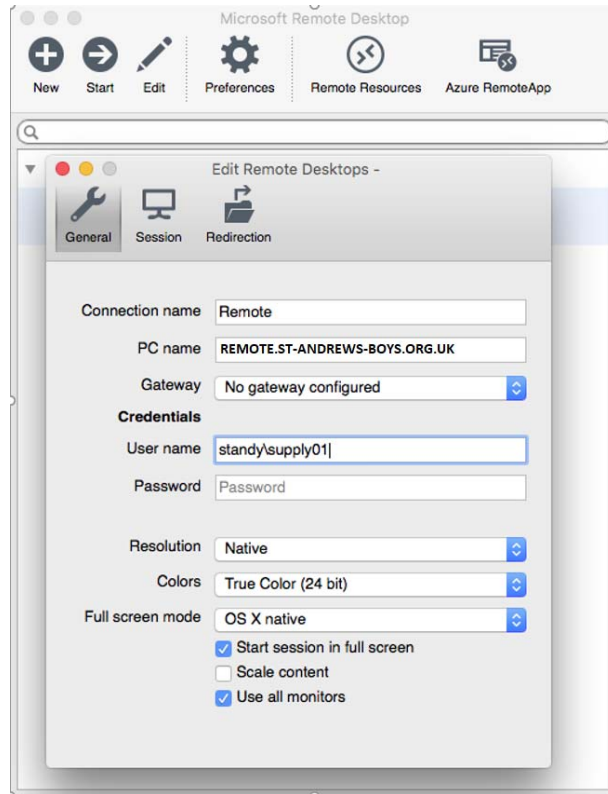 Microsoft Remote Desktop
New Start Edit Preferences Remote Resources Azure RemoteApp
Edit Remote Desktops -
General Session Redirection
Connection name Remote
PC name REMOTE.ST-ANDREWS-BOYS.ORG.UK
Gateway No gateway configured
Credentials
User name standy\supply01
Password Password
Resolution Native
Colors True Color (24 bit)
Full screen mode OS X native
Start session in full screen
Scale content
Use all monitors